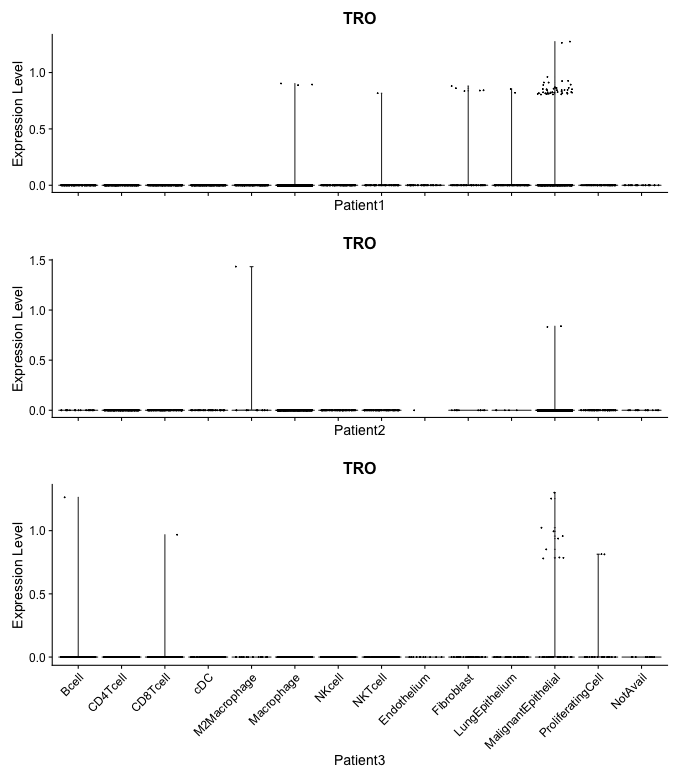 TRO
Expression Level
1.0
0.5
0.0
Patient1
TRO
Expression Level
1.5
1.0
0.5
0.0
Patient2
TRO
Expression Level
1.0
0.5
0.0
Bcell
CD4Tcell
CD8Tcell
cDC
M2Macrophage
Macrophage
NKcell
NKTcell
Endothelium
Fibroblast
LungEpithelium
MalignantEpithelial
ProliferatingCell
NotAvail
Patient3